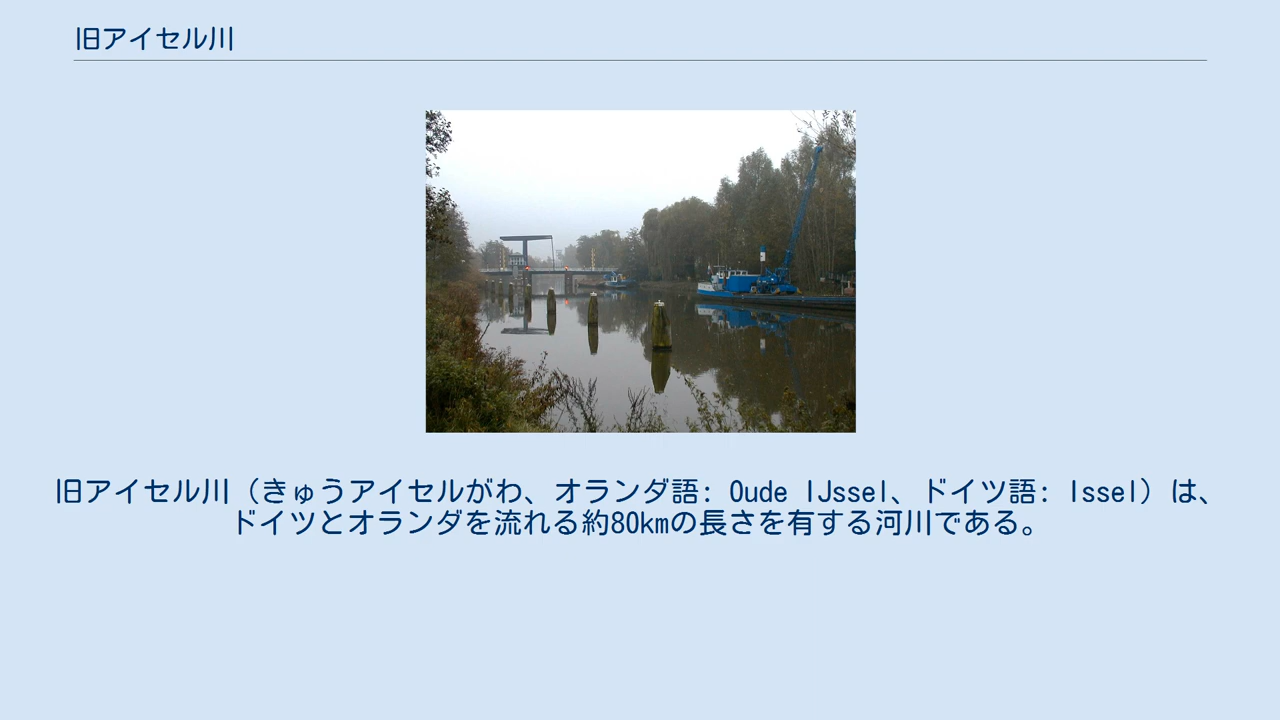 旧アイセル川
旧アイセル川（きゅうアイセルがわ、オランダ語: Oude IJssel、ドイツ語: Issel）は、
ドイツとオランダを流れる約80kmの長さを有する河川である。